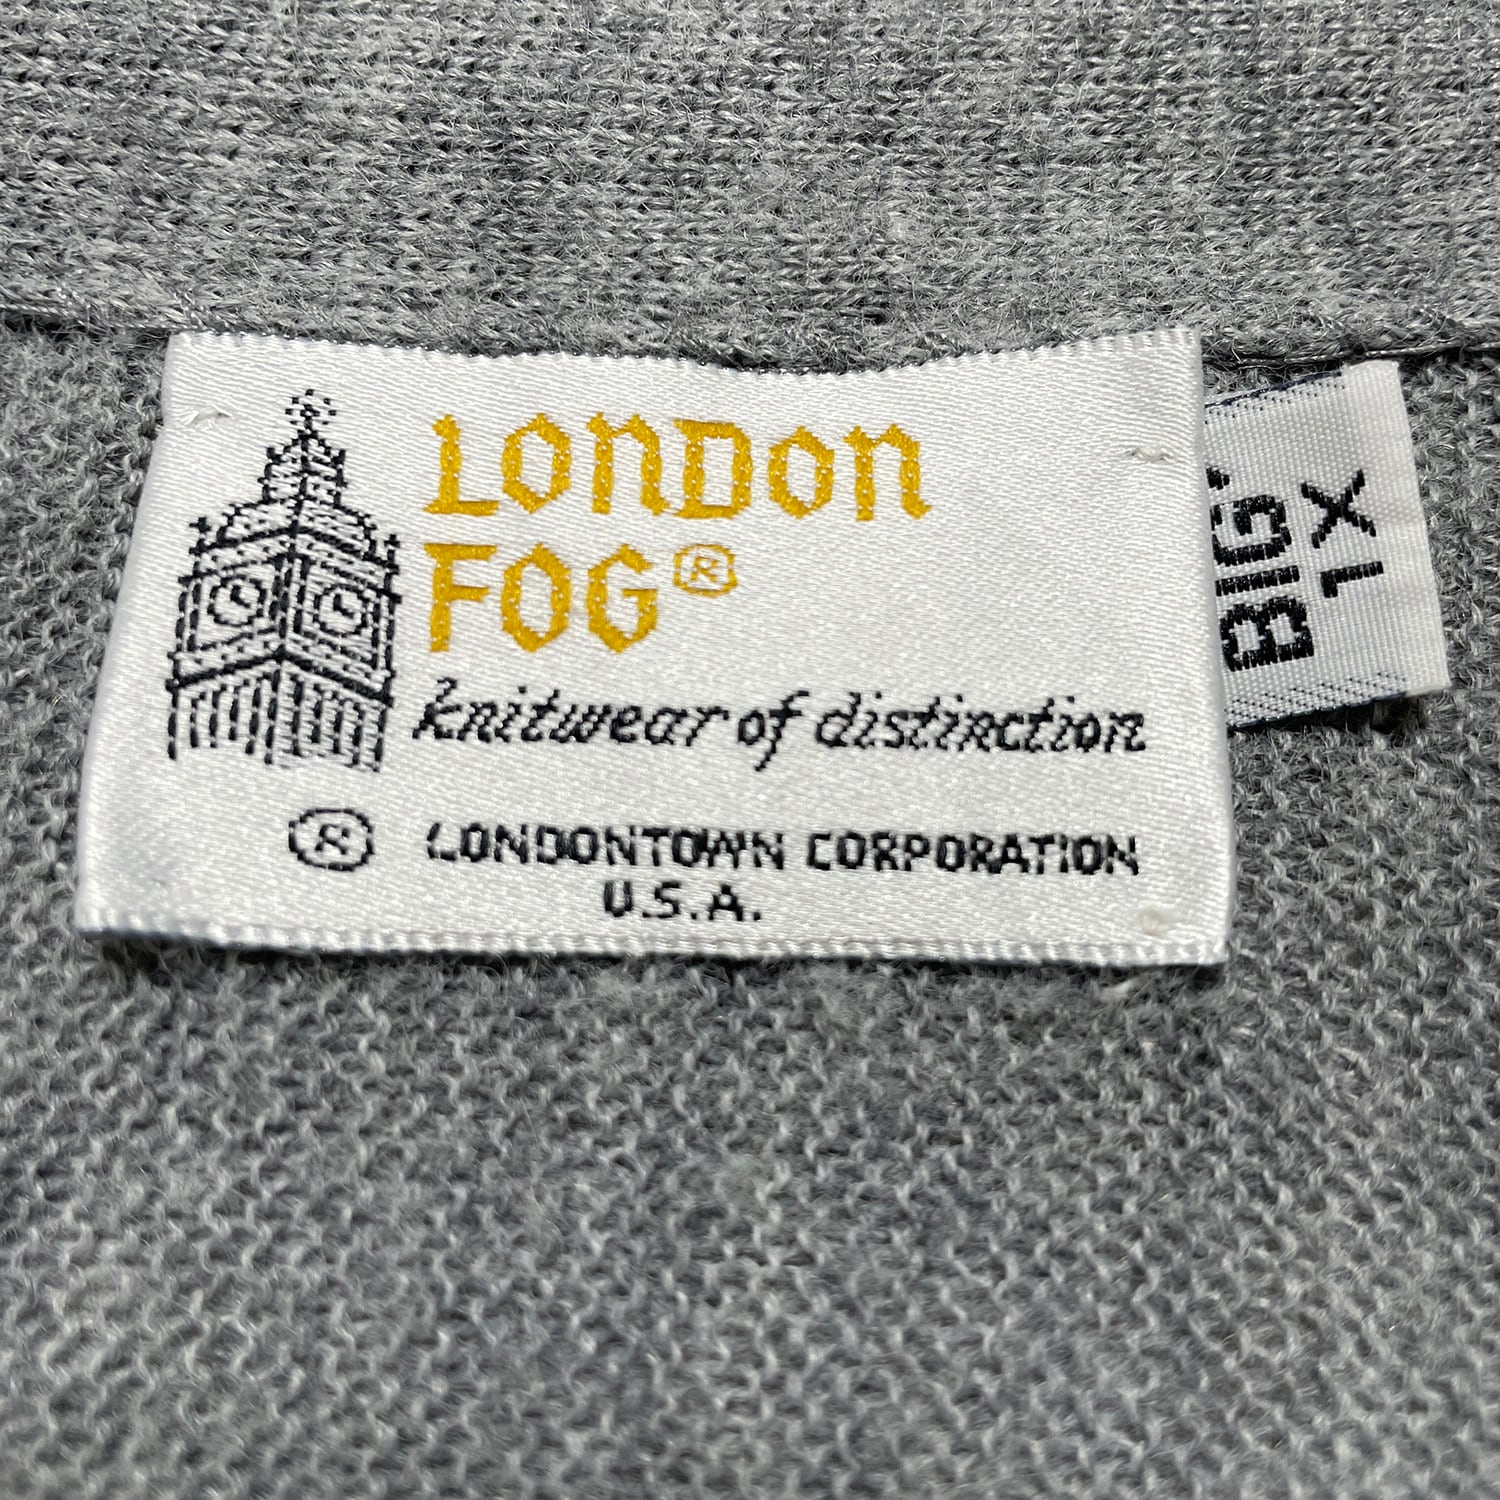 LONDON
FOG®
knitwear of distinction
® LONDONTOWN CORPORATION
U.S.A.
BIG'
1X